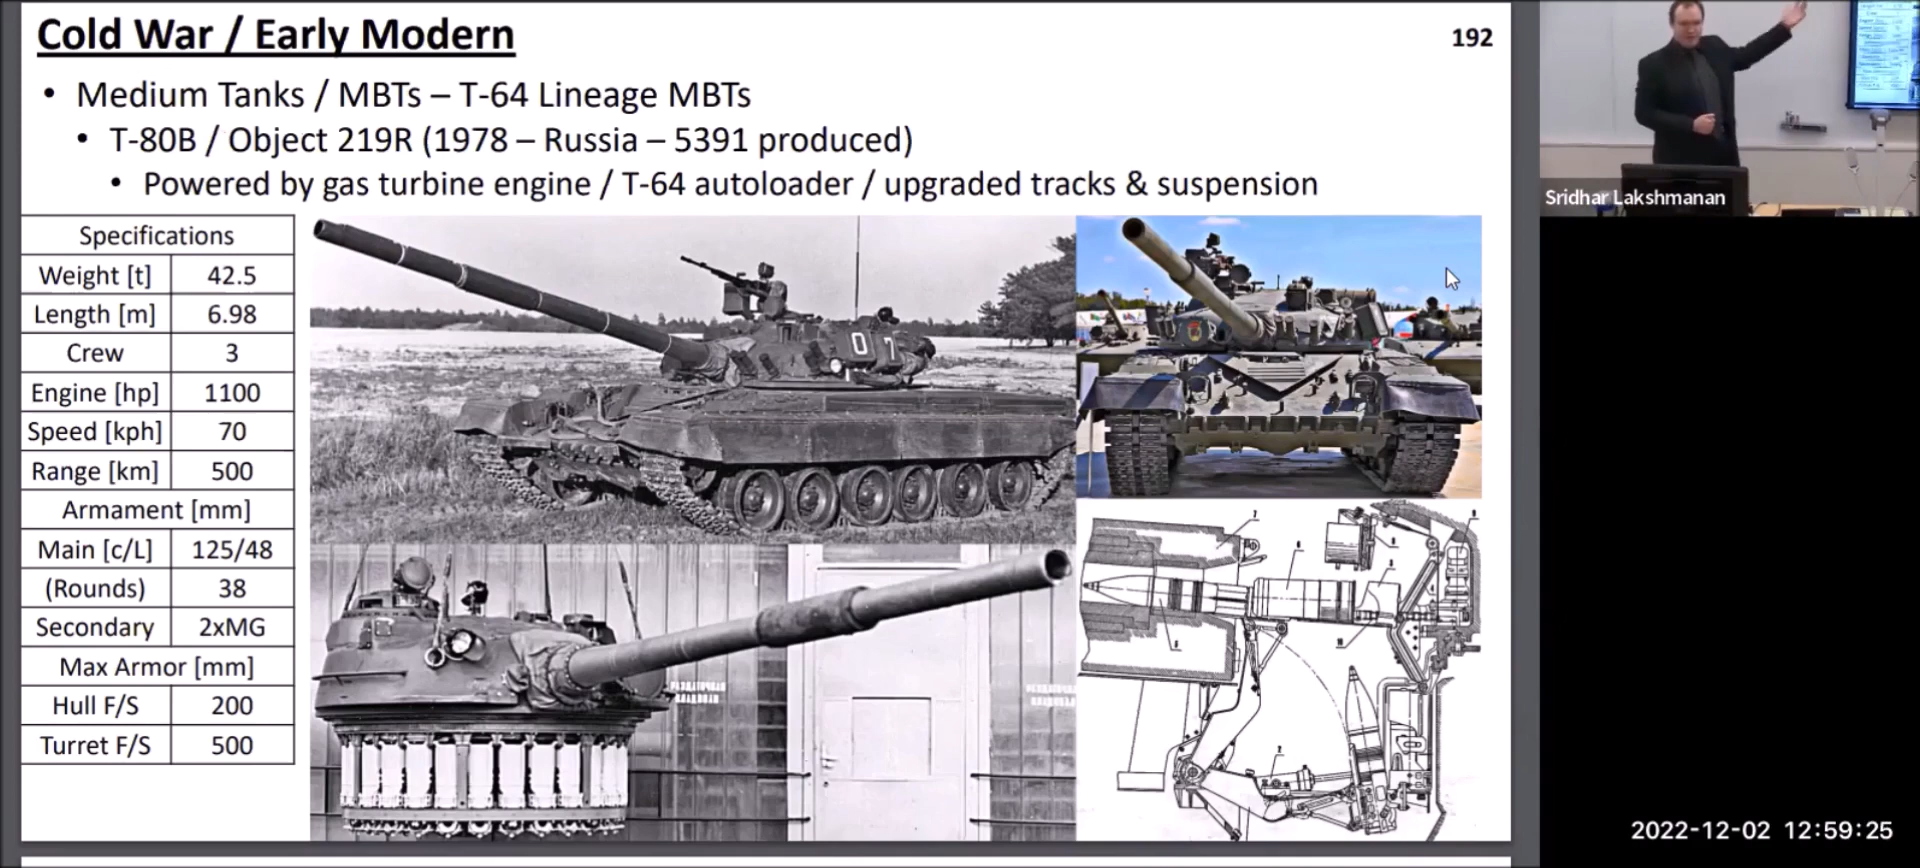 Cold War / Early Modern
192
• Medium Tanks / MBTs – T-64 Lineage MBTs
• T-80B / Object 219R (1978 – Russia – 5391 produced)
• Powered by gas turbine engine / T-64 autoloader / upgraded tracks & suspension
Specifications
Weight [t] 42.5
Length [m] 6.98
Crew 3
Engine [hp] 1100
Speed [kph] 70
Range [km] 500
Armament [mm]
Main [c/L] 125/48
(Rounds) 38
Secondary 2xMG
Max Armor [mm]
Hull F/S 200
Turret F/S 500
0 7
Sridhar Lakshmanan
2022-12-02 12:59:25